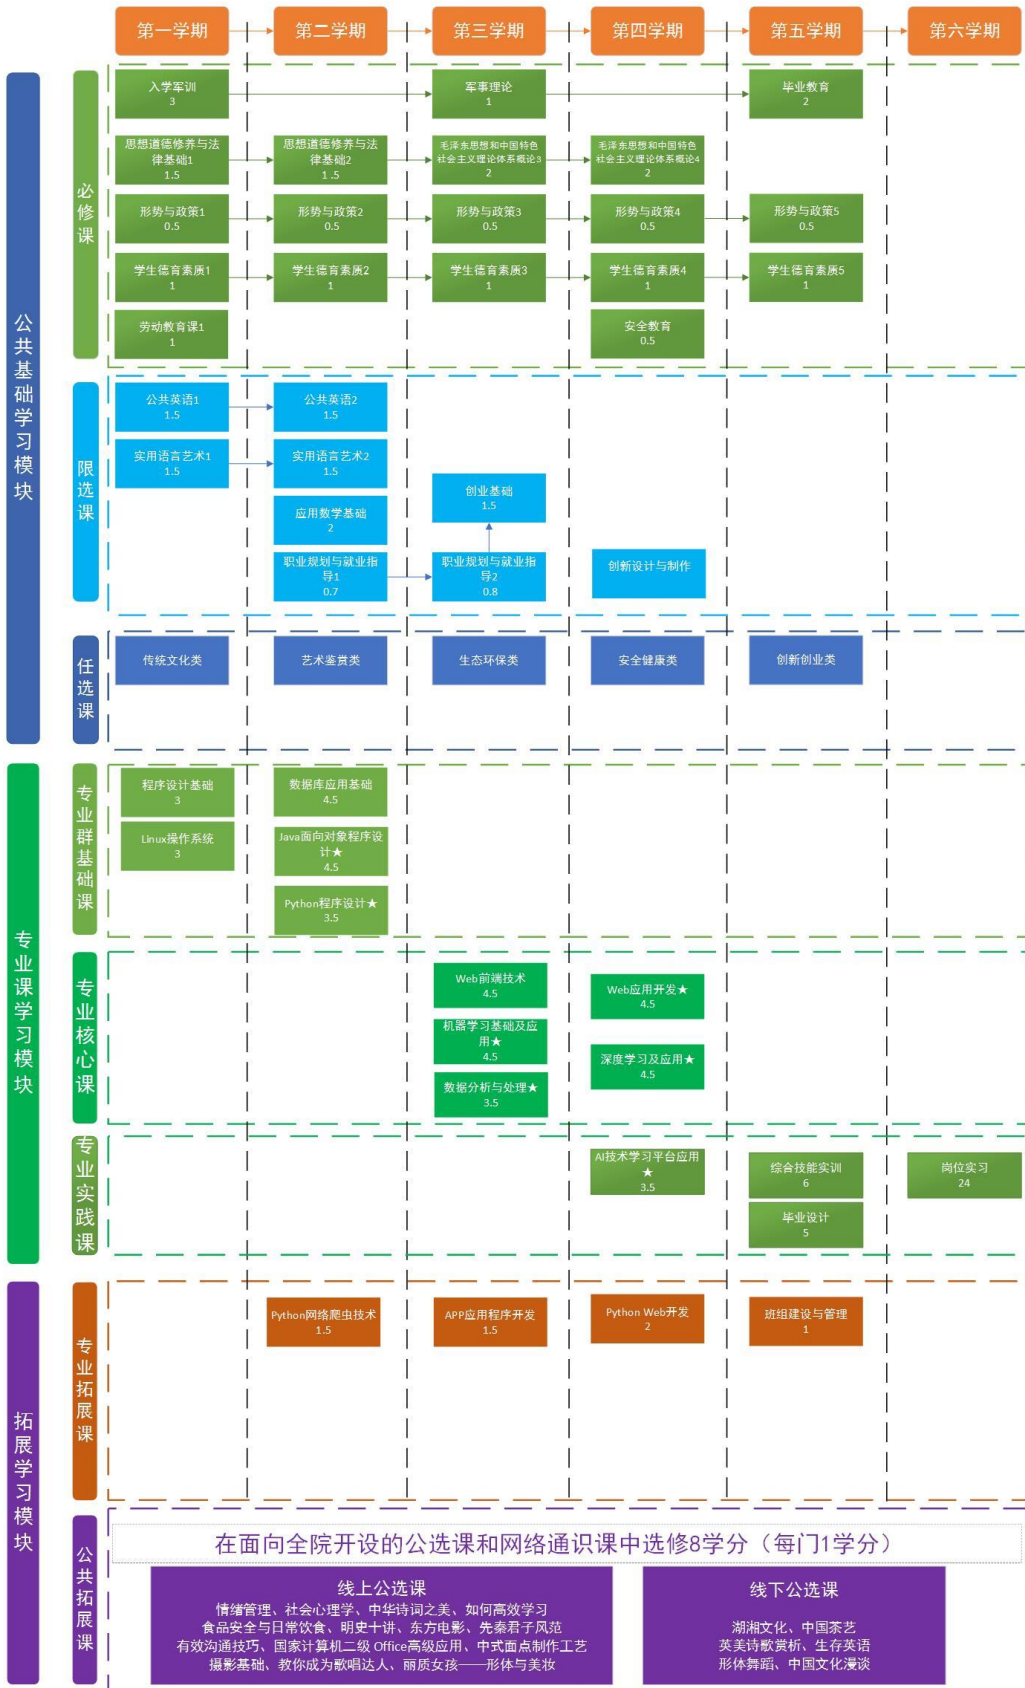 第一学期
第二学期
第三学期
第四学期
第五学期
第六学期
公共基础学习模块
必修课
入学军训
3
军事理论
1
毕业教育
2
思想道德修养与法
律基础1
1.5
思想道德修养与法
律基础2
1 .5
毛泽东思想和中国特色
社会主义理论体系概论3
2
毛泽东思想和中国特色
社会主义理论体系概论4
2
形势与政策1
0.5
形势与政策2
0.5
形势与政策3
0.5
形势与政策4
0.5
形势与政策5
0.5
学生德育素质1
1
学生德育素质2
1
学生德育素质3
1
学生德育素质4
1
学生德育素质5
1
劳动教育课1
1
安全教育
0.5
限选课
公共英语1
1.5
公共英语2
1.5
实用语言艺术1
1.5
实用语言艺术2
1.5
应用数学基础
2
创业基础
1.5
职业规划与就业指
导1
0.7
职业规划与就业指
导2
0.8
创新设计与制作
任选课
传统文化类
艺术鉴赏类
生态环保类
安全健康类
创新创业类
专业课学习模块
专业群基础课
程序设计基础
3
数据库应用基础
4.5
Linux操作系统
3
Java面向对象程序设
计★
4.5
Python程序设计★
3.5
专业核心课
Web前端技术
4.5
Web应用开发★
4.5
机器学习基础及应
用★
4.5
深度学习及应用★
4.5
数据分析与处理★
3.5
专业实践课
AI技术学习平台应用
★
3.5
综合技能实训
6
岗位实习
24
毕业设计
5
拓展学习模块
专业拓展课
Python网络爬虫技术
1.5
APP应用程序开发
1.5
Python Web开发
2
班组建设与管理
1
公共拓展课
在面向全院开设的公选课和网络通识课中选修8学分（每门1学分）
线上公选课
情绪管理、社会心理学、中华诗词之美、如何高效学习
食品安全与日常饮食、明史十讲、东方电影、先秦君子风范
有效沟通技巧、国家计算机二级 Office高级应用、中式面点制作工艺
摄影基础、教你成为歌唱达人、丽质女孩——形体与美妆
线下公选课
湖湘文化、中国茶艺
英美诗歌赏析、生存英语
形体舞蹈、中国文化漫谈